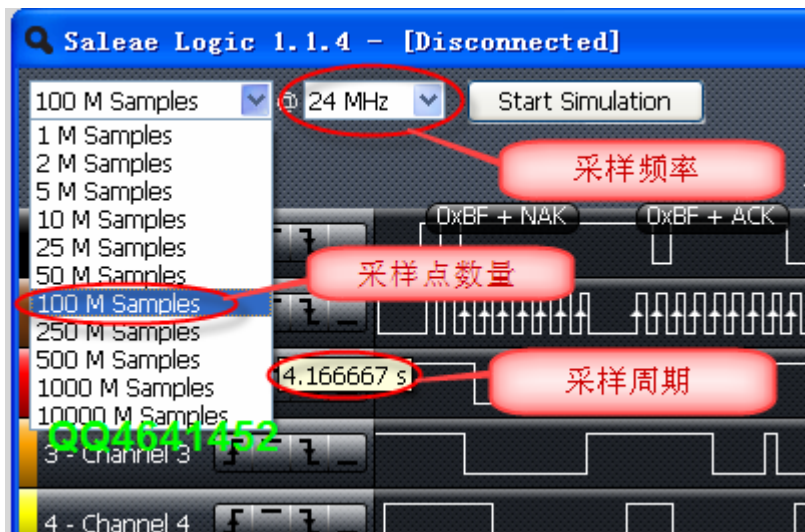 Saleae Logic 1.1.4 - [Disconnected]
100 M Samples @ 24 MHz Start Simulation
1 M Samples
2 M Samples
5 M Samples
采样频率
10 M Samples
0xBF + NAK 0xBF + ACK
25 M Samples
50 M Samples
采样点数量
100 M Samples
250 M Samples
500 M Samples
4.166667 s
采样周期
1000 M Samples
10000 M Samples
QQ4641452
3 - Channel 3
4 - Channel 4